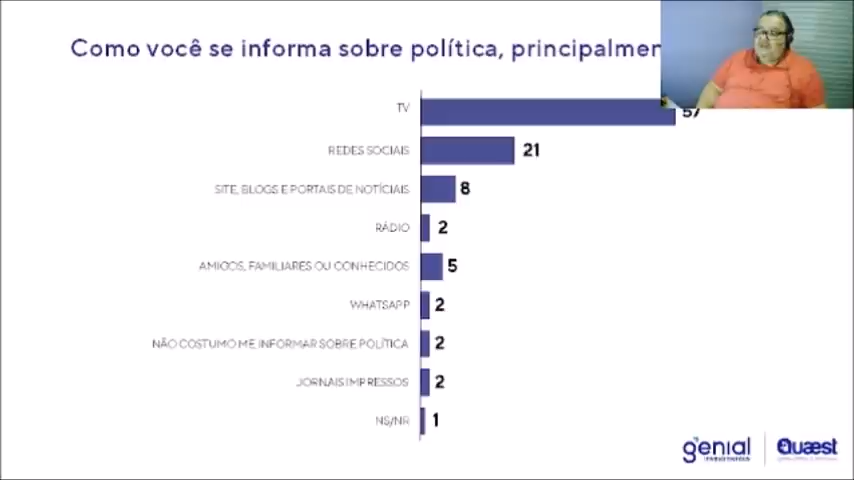 Como você se informa sobre política, principalmen
TV 57
REDES SOCIAIS 21
SITE, BLOGS E PORTAIS DE NOTÍCIAIS 8
RÁDIO 2
AMIGOS, FAMILIARES OU CONHECIDOS 5
WHATSAPP 2
NÃO COSTUMO ME INFORMAR SOBRE POLÍTICA 2
JORNAIS IMPRESSOS 2
NS/NR 1
genial Quæst